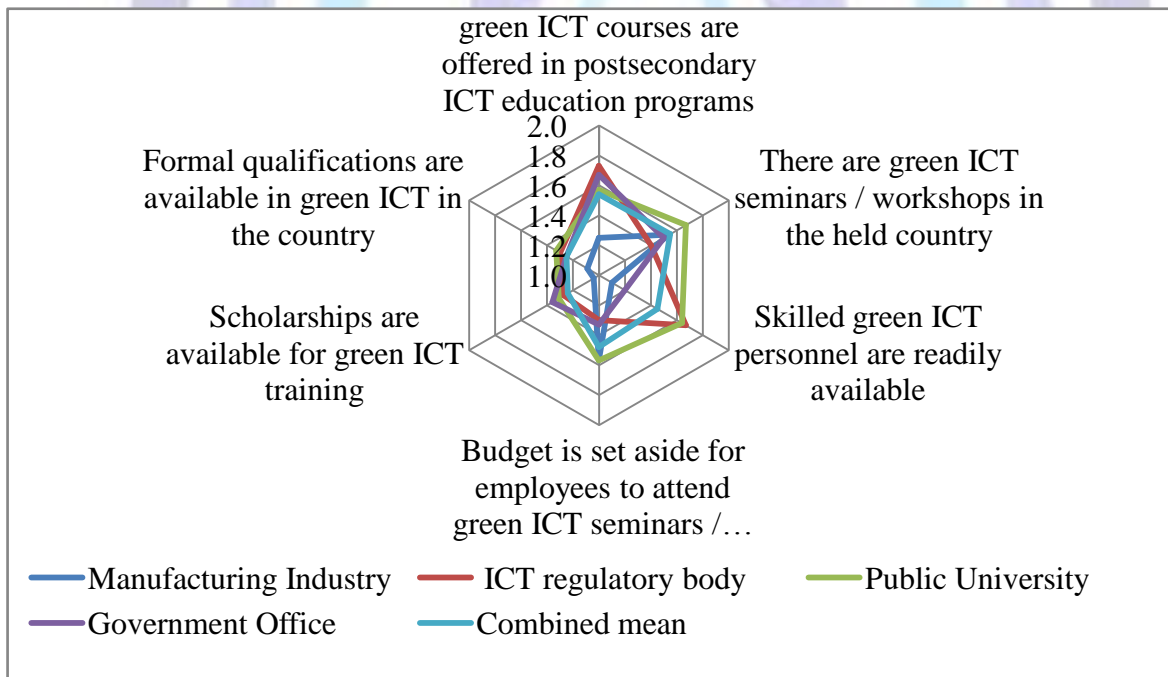 green ICT courses are
offered in postsecondary
ICT education programs
2.0
1.8
1.6
1.4
1.2
1.0
There are green ICT
seminars / workshops in
the held country
Skilled green ICT
personnel are readily
available
Budget is set aside for
employees to attend
green ICT seminars /…
Scholarships are
available for green ICT
training
Formal qualifications are
available in green ICT in
the country
Manufacturing Industry
ICT regulatory body
Public University
Government Office
Combined mean